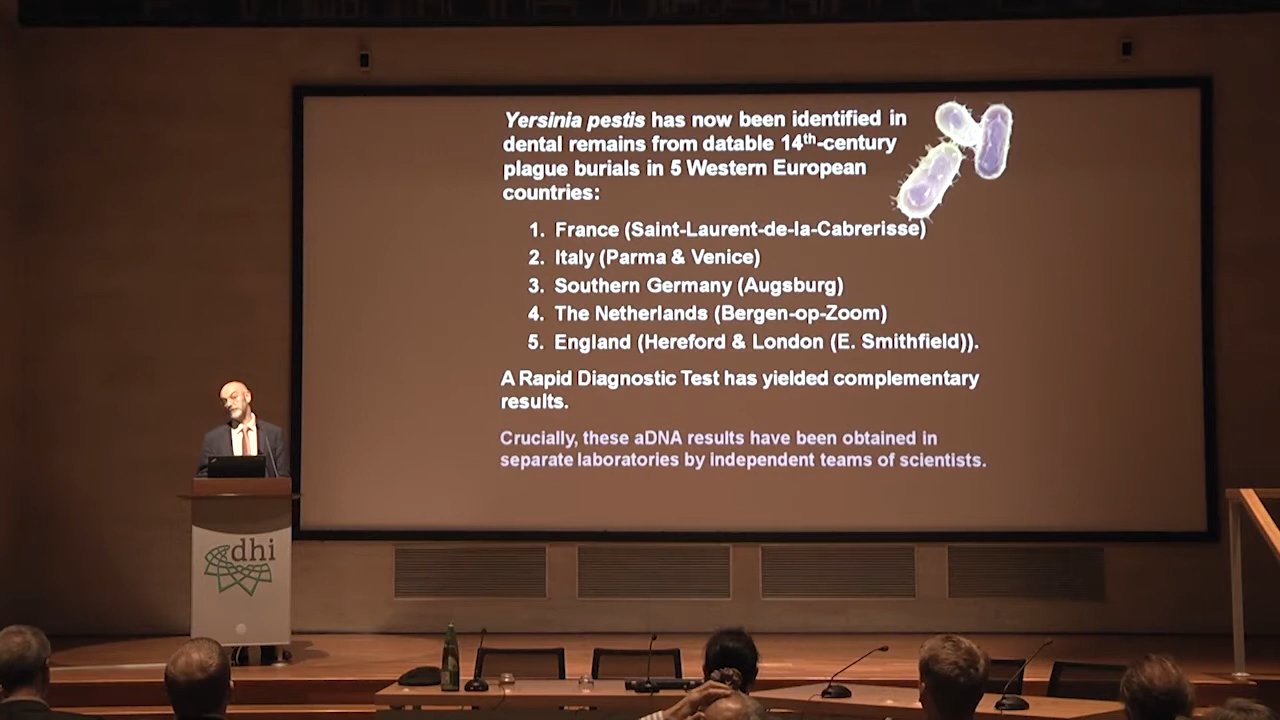 Yersinia pestis has now been identified in
dental remains from datable 14th-century
plague burials in 5 Western European
countries:
1. France (Saint-Laurent-de-la-Cabrerisse)
2. Italy (Parma & Venice)
3. Southern Germany (Augsburg)
4. The Netherlands (Bergen-op-Zoom)
5. England (Hereford & London (E. Smithfield)).
A Rapid Diagnostic Test has yielded complementary
results.
Crucially, these aDNA results have been obtained in
separate laboratories by independent teams of scientists.
dhi